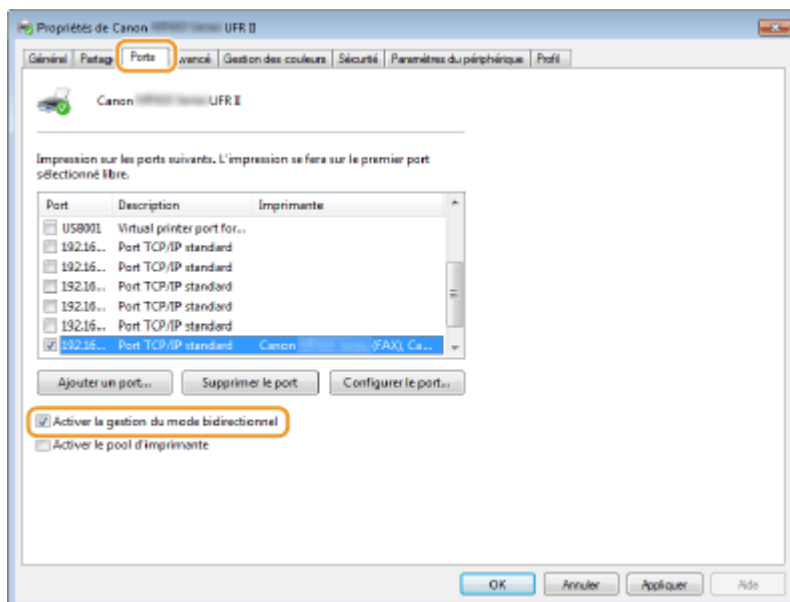 Propriétés de Canon UFR II
Général Partage Ports Avancé Gestion des couleurs Sécurité Paramètres du périphérique Profil
Canon UFR II
Impression sur les ports suivants. L'impression se fera sur le premier port
sélectionné libre.
Port Description Imprimante
USB001 Virtual printer port for...
192.16... Port TCP/IP standard
192.16... Port TCP/IP standard
192.16... Port TCP/IP standard
192.16... Port TCP/IP standard
192.16... Port TCP/IP standard
192.16... Port TCP/IP standard Canon (FAX), Ca...
Ajouter un port... Supprimer le port Configurer le port...
Activer la gestion du mode bidirectionnel
Activer le pool d'imprimante
OK Annuler Appliquer Aide